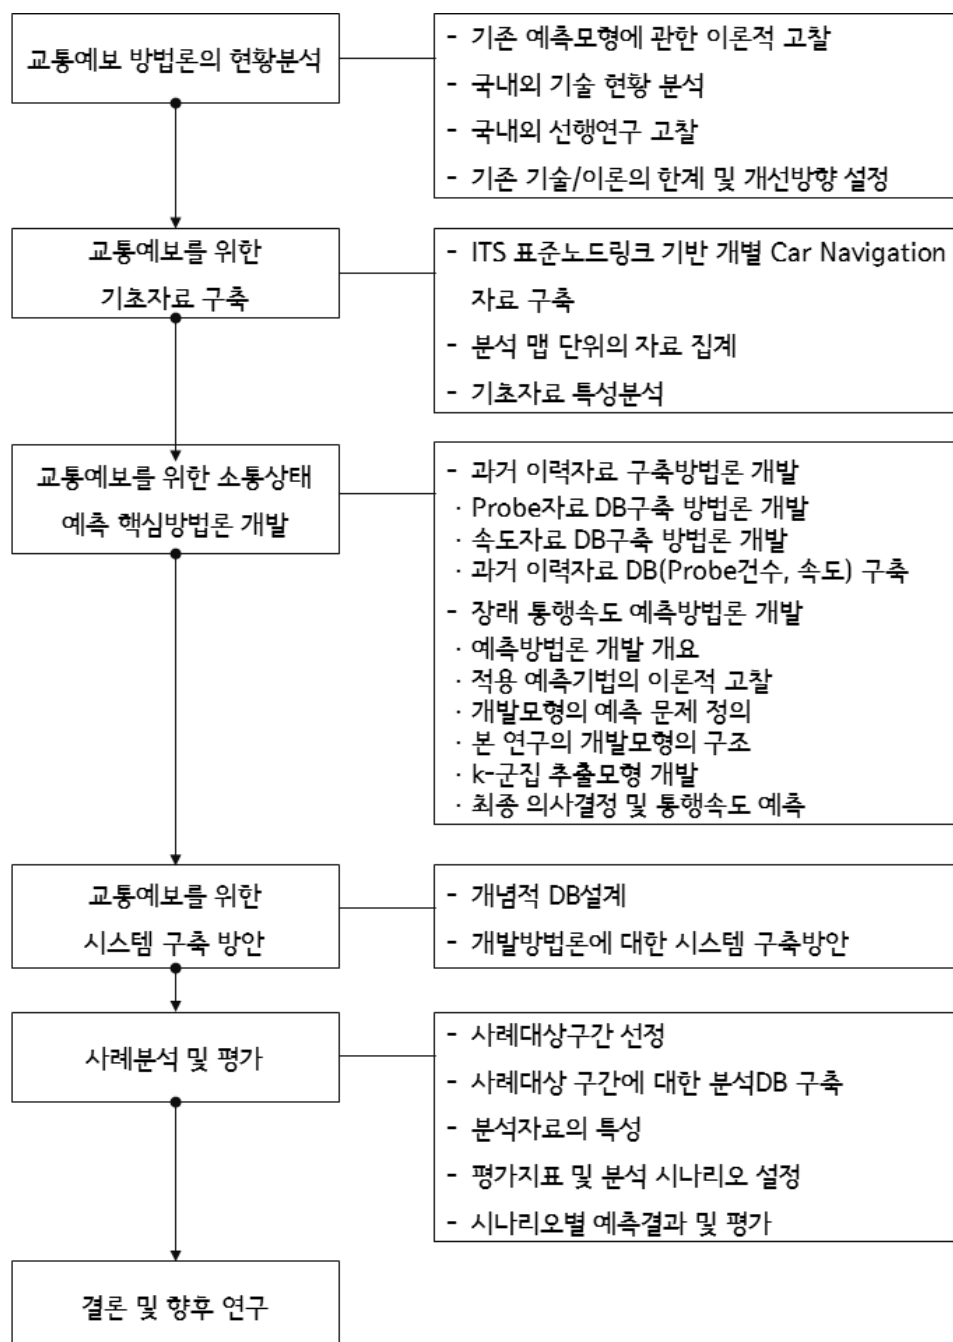 교통예보 방법론의 현황분석
- 기존 예측모형에 관한 이론적 고찰
- 국내외 기술 현황 분석
- 국내외 선행연구 고찰
- 기존 기술/이론의 한계 및 개선방향 설정
교통예보를 위한
기초자료 구축
- ITS 표준노드링크 기반 개별 Car Navigation
자료 구축
- 분석 맵 단위의 자료 집계
- 기초자료 특성분석
교통예보를 위한 소통상태
예측 핵심방법론 개발
- 과거 이력자료 구축방법론 개발
· Probe자료 DB구축 방법론 개발
· 속도자료 DB구축 방법론 개발
· 과거 이력자료 DB(Probe건수, 속도) 구축
- 장래 통행속도 예측방법론 개발
· 예측방법론 개발 개요
· 적용 예측기법의 이론적 고찰
· 개발모형의 예측 문제 정의
· 본 연구의 개발모형의 구조
· k-군집 추출모형 개발
· 최종 의사결정 및 통행속도 예측
교통예보를 위한
시스템 구축 방안
- 개념적 DB설계
- 개발방법론에 대한 시스템 구축방안
사례분석 및 평가
- 사례대상구간 선정
- 사례대상 구간에 대한 분석DB 구축
- 분석자료의 특성
- 평가지표 및 분석 시나리오 설정
- 시나리오별 예측결과 및 평가
결론 및 향후 연구